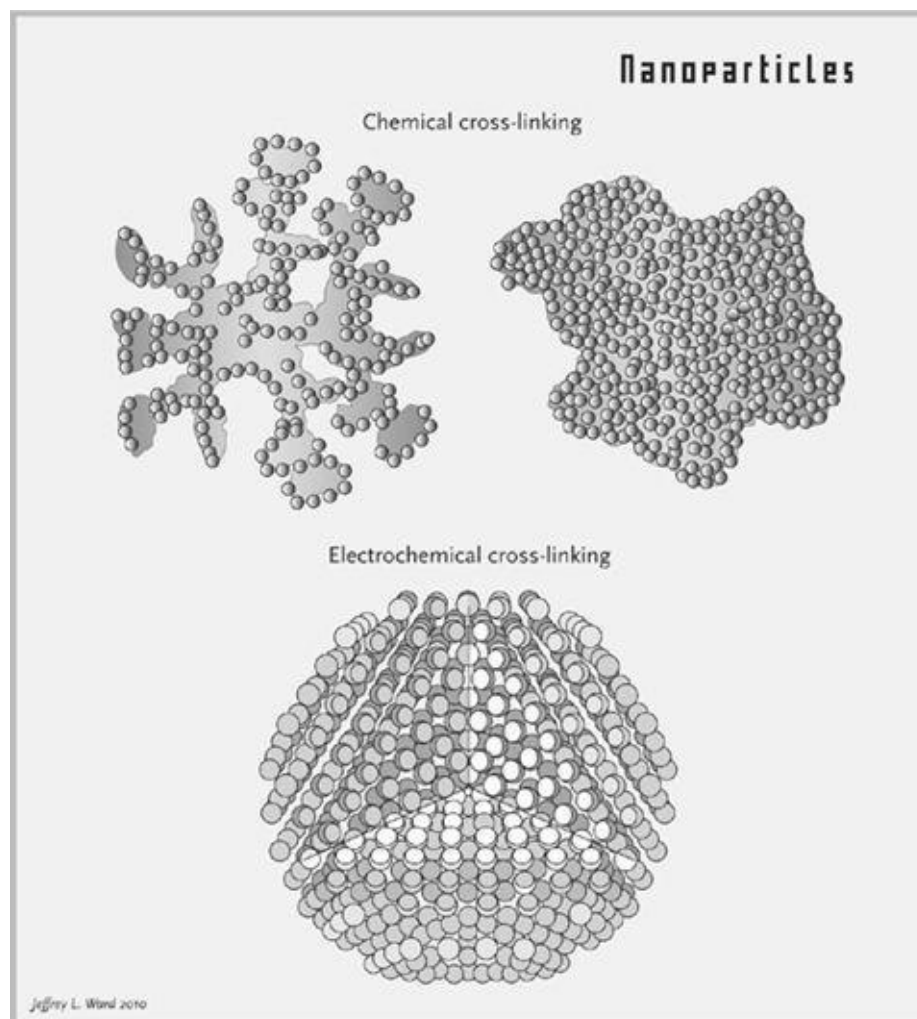 Nanoparticles
Chemical cross-linking
Electrochemical cross-linking
Jeffrey L. Ward 2010